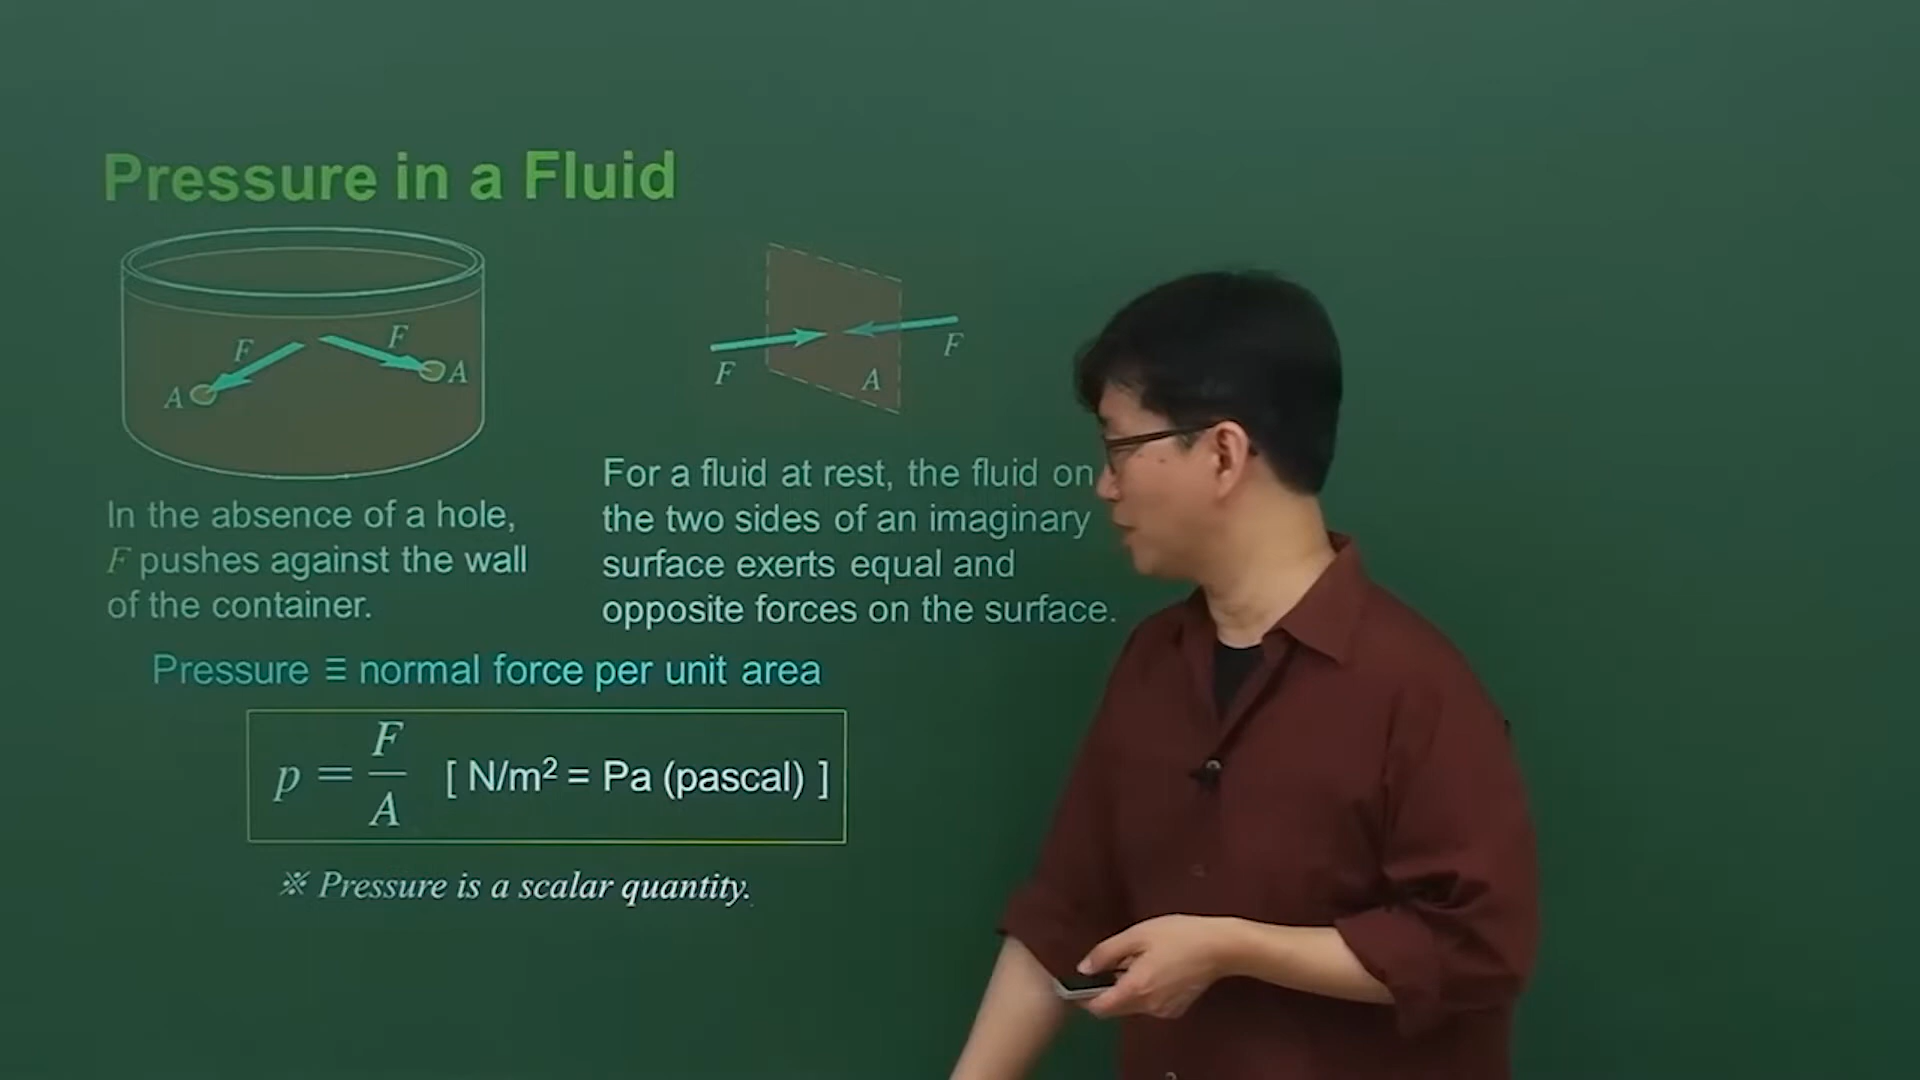 Pressure in a Fluid
F
F
A
A
F
F
A
In the absence of a hole,
F pushes against the wall
of the container.
For a fluid at rest, the fluid on
the two sides of an imaginary
surface exerts equal and
opposite forces on the surface.
Pressure ≡ normal force per unit area
p = F/A [ N/m² = Pa (pascal) ]
※ Pressure is a scalar quantity.